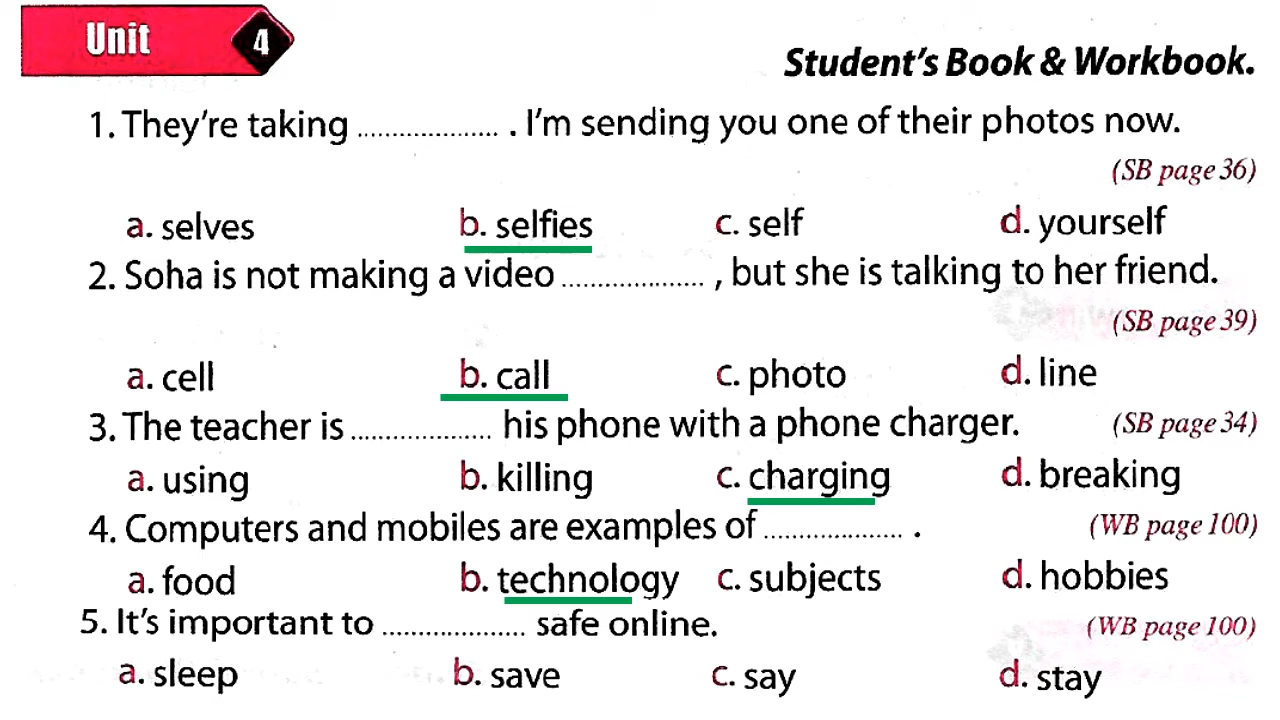 Unit 4
Student's Book & Workbook.
1. They're taking .................... . I'm sending you one of their photos now.
(SB page 36)
a. selves b. selfies c. self d. yourself
2. Soha is not making a video .................... , but she is talking to her friend.
(SB page 39)
a. cell b. call c. photo d. line
3. The teacher is .................... his phone with a phone charger. (SB page 34)
a. using b. killing c. charging d. breaking
4. Computers and mobiles are examples of .................... . (WB page 100)
a. food b. technology c. subjects d. hobbies
5. It's important to .................... safe online. (WB page 100)
a. sleep b. save c. say d. stay